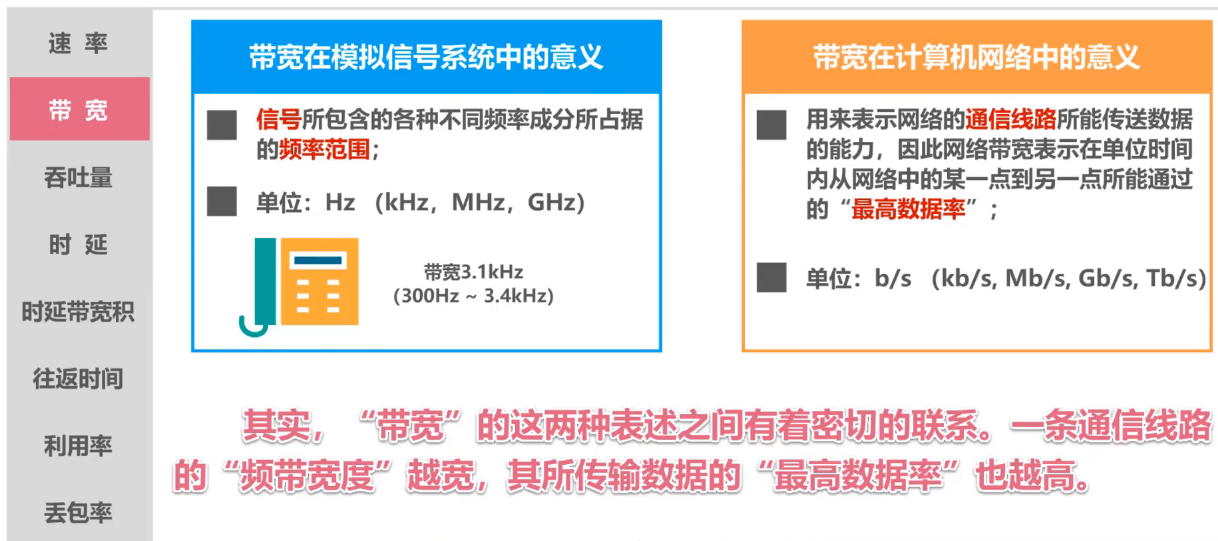 速 率
带 宽
吞吐量
时 延
时延带宽积
往返时间
利用率
丢包率
带宽在模拟信号系统中的意义
信号所包含的各种不同频率成分所占据
的频率范围；
单位：Hz （kHz，MHz，GHz）
带宽3.1kHz
(300Hz ~ 3.4kHz)
带宽在计算机网络中的意义
用来表示网络的通信线路所能传送数据
的能力，因此网络带宽表示在单位时间
内从网络中的某一点到另一点所能通过
的“最高数据率”；
单位：b/s （kb/s, Mb/s, Gb/s, Tb/s）
其实，“带宽”的这两种表述之间有着密切的联系。一条通信线路
的“频带宽度”越宽，其所传输数据的“最高数据率”也越高。